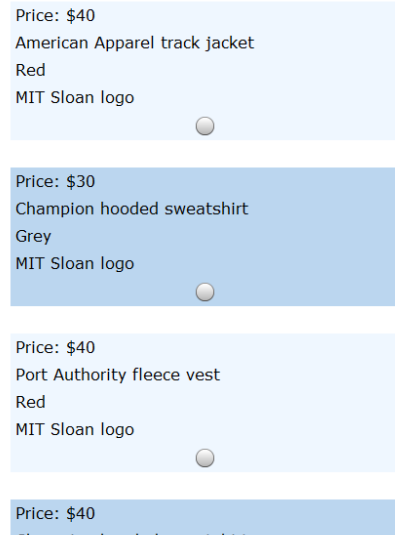 Price: $40
American Apparel track jacket
Red
MIT Sloan logo
Price: $30
Champion hooded sweatshirt
Grey
MIT Sloan logo
Price: $40
Port Authority fleece vest
Red
MIT Sloan logo
Price: $40